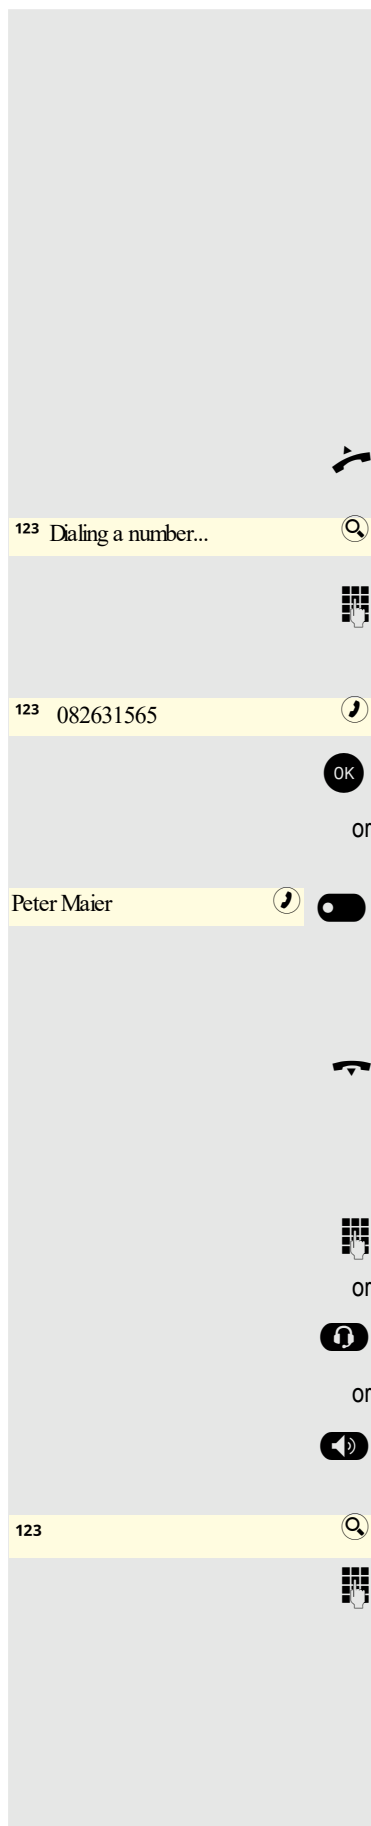 123 Dialing a number...
123 082631565
OK
or
Peter Maier
or
or
123